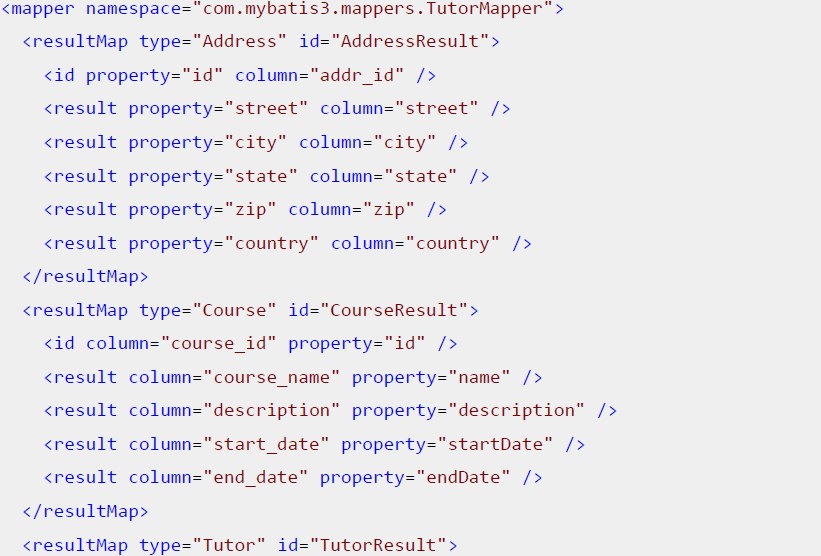 <mapper namespace="com.mybatis3.mappers.TutorMapper">
<resultMap type="Address" id="AddressResult">
<id property="id" column="addr_id" />
<result property="street" column="street" />
<result property="city" column="city" />
<result property="state" column="state" />
<result property="zip" column="zip" />
<result property="country" column="country" />
</resultMap>
<resultMap type="Course" id="CourseResult">
<id column="course_id" property="id" />
<result column="course_name" property="name" />
<result column="description" property="description" />
<result column="start_date" property="startDate" />
<result column="end_date" property="endDate" />
</resultMap>
<resultMap type="Tutor" id="TutorResult">